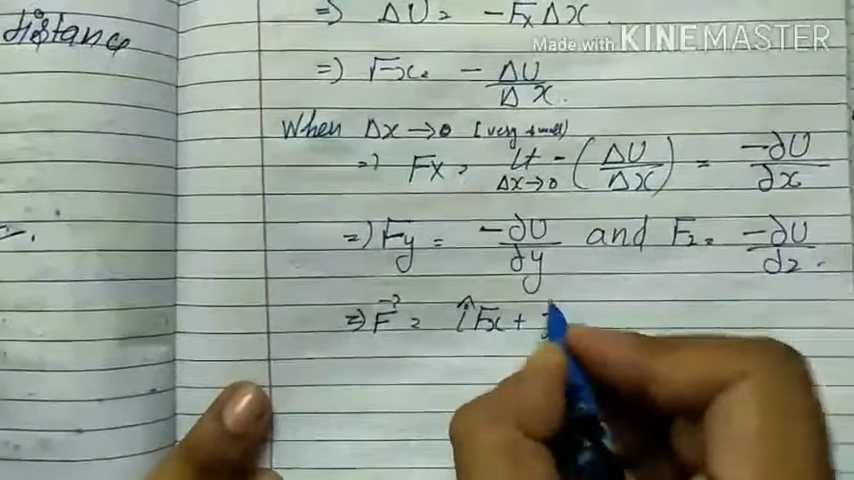 distance
⇒ ΔU = -Fx Δx.
Made with KINEMASTER
⇒ Fx = - ΔU/Δx.
When Δx → 0 [very small]
⇒ Fx = Lt Δx→0 - (ΔU/Δx) = -∂U/∂x
⇒ Fy = -∂U/∂y and Fz = -∂U/∂z.
⇒ F⃗ = îFx +